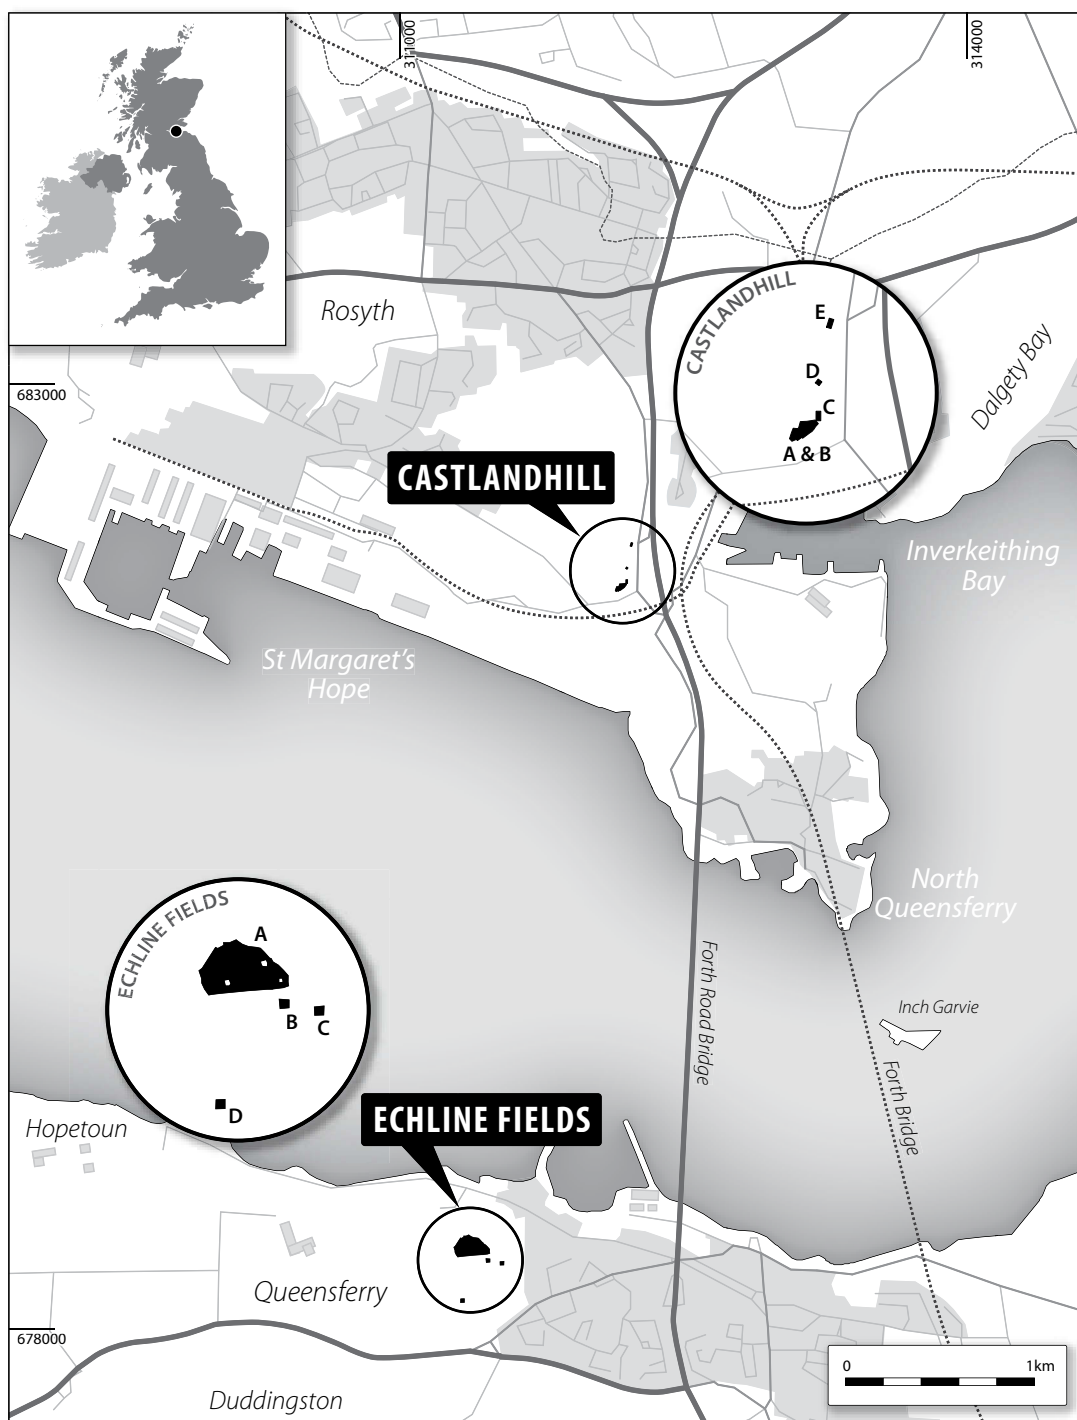 311000
314000
Rosyth
683000
CASTLANDHILL
E
D
C
A & B
Dalgety Bay
CASTLANDHILL
Inverkeithing
Bay
St Margaret's
Hope
North
Queensferry
ECHLINE FIELDS
A
B
C
D
Forth Road Bridge
Inch Garvie
Forth Bridge
Hopetoun
ECHLINE FIELDS
Queensferry
678000
0
1km
Duddingston